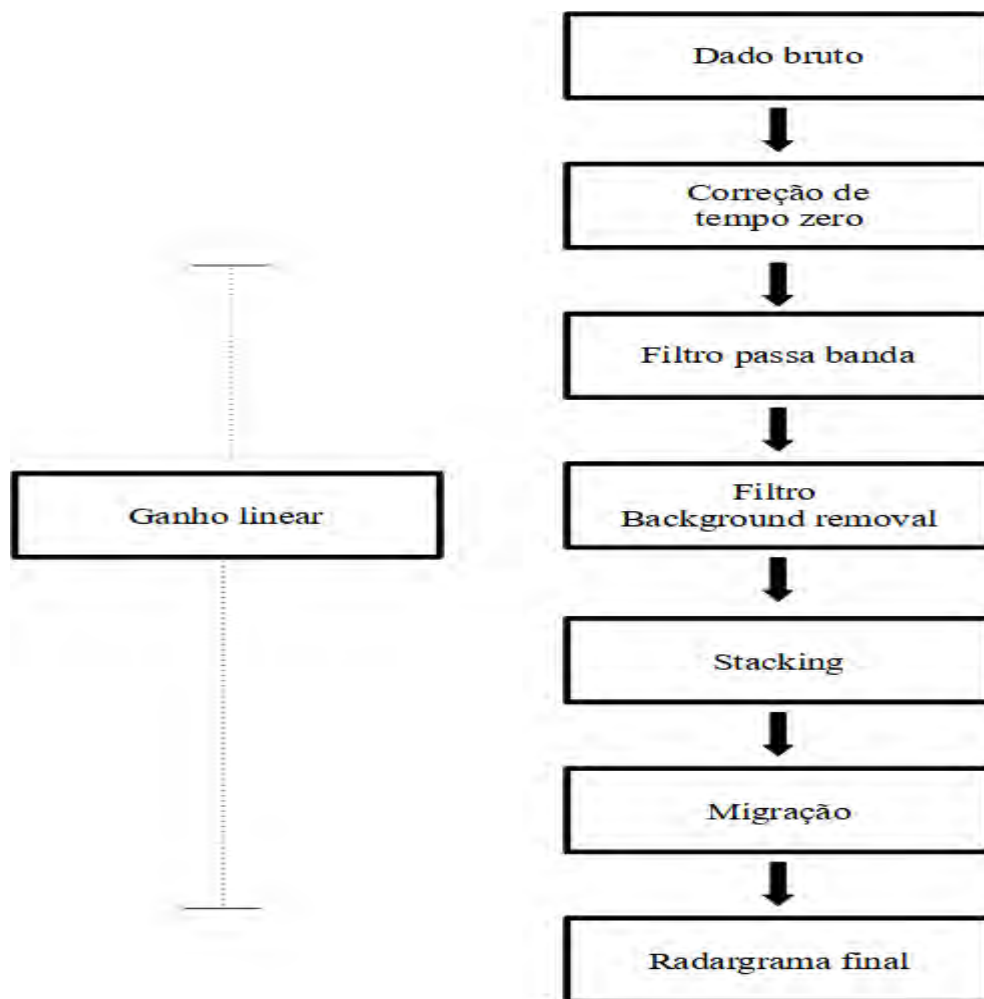 Dado bruto
Correção de
tempo zero
Filtro passa banda
Ganho linear
Filtro
Background removal
Stacking
Migração
Radargrama final